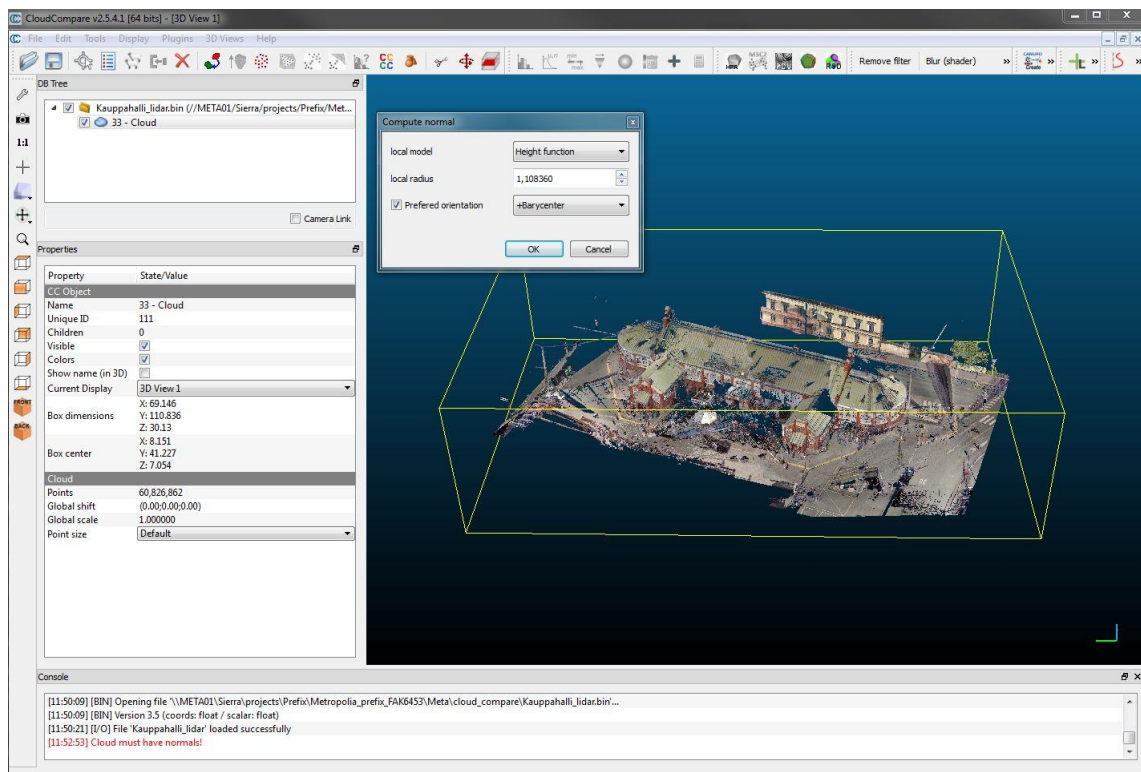 CloudCompare v2.5.4.1 [64 bits] - [3D View 1]
File Edit Tools Display Plugins 3D Views Help
Remove filter Blur (shader) » » »
DB Tree
Kauppahalli_lidar.bin (//META01/Sierra/projects/Prefix/Met...
33 - Cloud
Camera Link
1:1
FRONT
BACK
Properties
Property State/Value
CC Object
Name 33 - Cloud
Unique ID 111
Children 0
Visible
Colors
Show name (in 3D)
Current Display 3D View 1
Box dimensions X: 69.146
Y: 110.836
Z: 30.13
Box center X: 8.151
Y: 41.227
Z: 7.054
Cloud
Points 60,826,862
Global shift (0.00;0.00;0.00)
Global scale 1.000000
Point size Default
Compute normal
local model Height function
local radius 1,108360
Prefered orientation +Barycenter
OK Cancel
Console
[11:50:09] [BIN] Opening file '\\META01\Sierra\projects\Prefix\Metropolia_prefix_FAK6453\Meta\cloud_compare\Kauppahalli_lidar.bin'...
[11:50:09] [BIN] Version 3.5 (coords: float / scalar: float)
[11:50:21] [I/O] File 'Kauppahalli_lidar' loaded successfully
[11:52:53] Cloud must have normals!